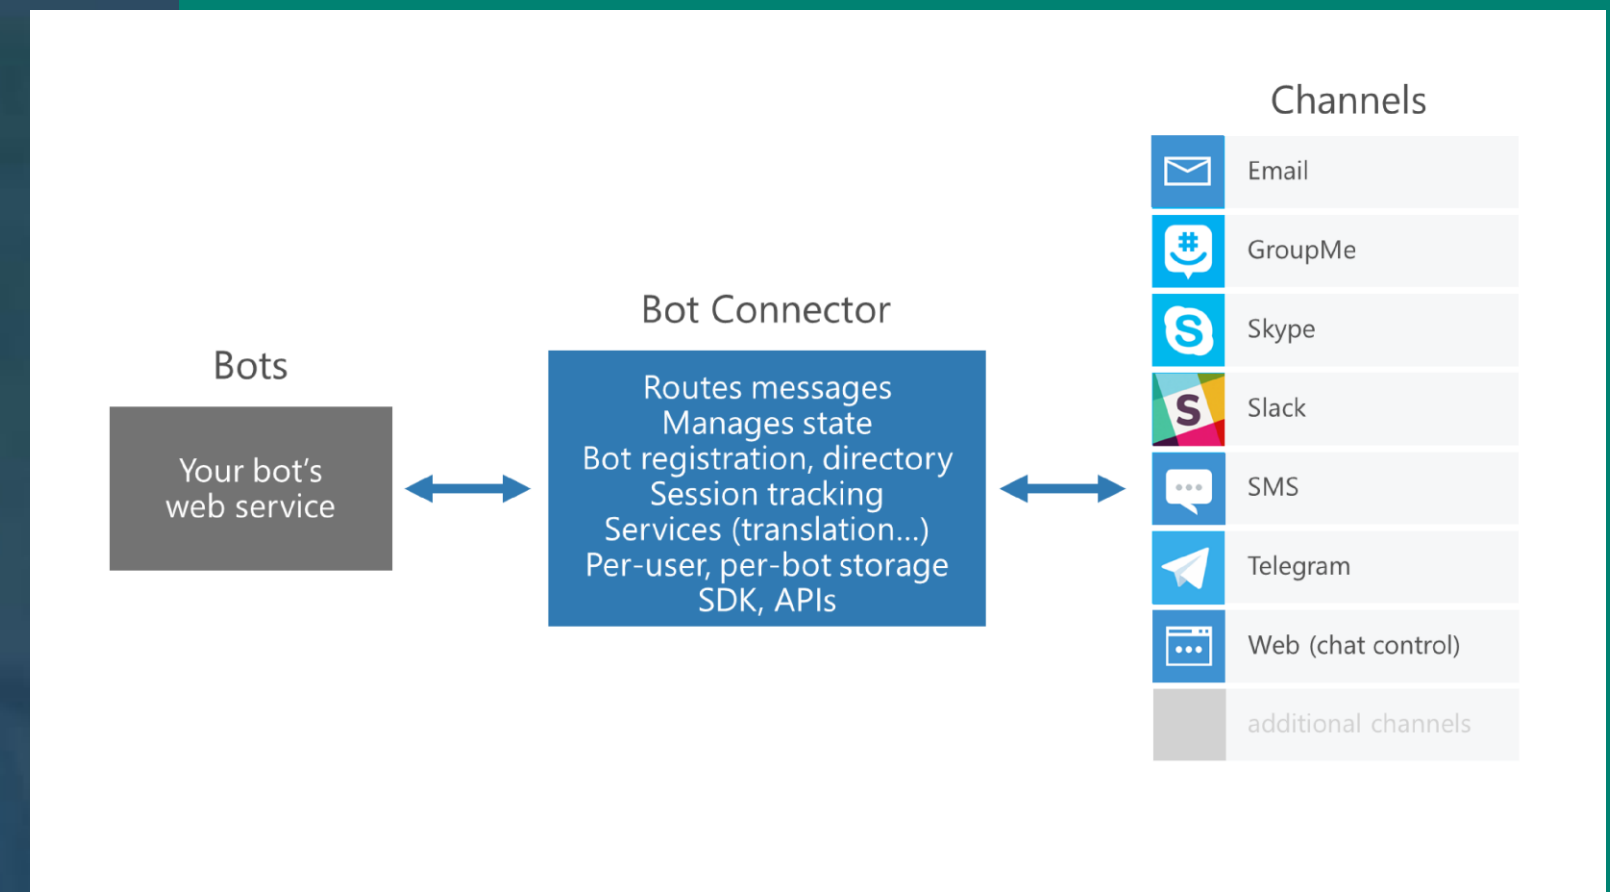 Channels
Email
GroupMe
Skype
Slack
SMS
Telegram
Web (chat control)
additional channels
Bot Connector
Routes messages
Manages state
Bot registration, directory
Session tracking
Services (translation...)
Per-user, per-bot storage
SDK, APIs
Bots
Your bot's
web service
#
S
S